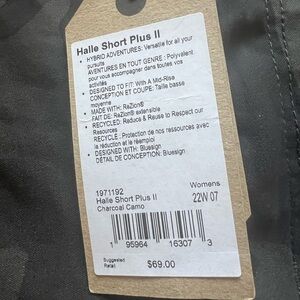 Halle Short Plus II
• HYBRID ADVENTURES: Versatile for all your
pursuits
AVENTURES EN TOUT GENRE : Polyvalent
pour vous accompagner dans toutes vos
activités
• DESIGNED TO FIT: With A Mid-Rise
CONCEPTION ET COUPE: Taille basse
moyenne
• MADE WITH: ReZion®
FAIT DE: ReZion® extensible
• RECYCLED: Reduce & Reuse to Respect our
Resources
RECYCLE : Protection de nos ressources avec
la réduction et le réemploi
• DESIGNED WITH: Bluesign
DÉTAIL DE CONCEPTION: Bluesign
1971192
Womens
Halle Short Plus II
22W 07
Charcoal Camo
1 95964 16307 3
Suggested
Retail
$69.00